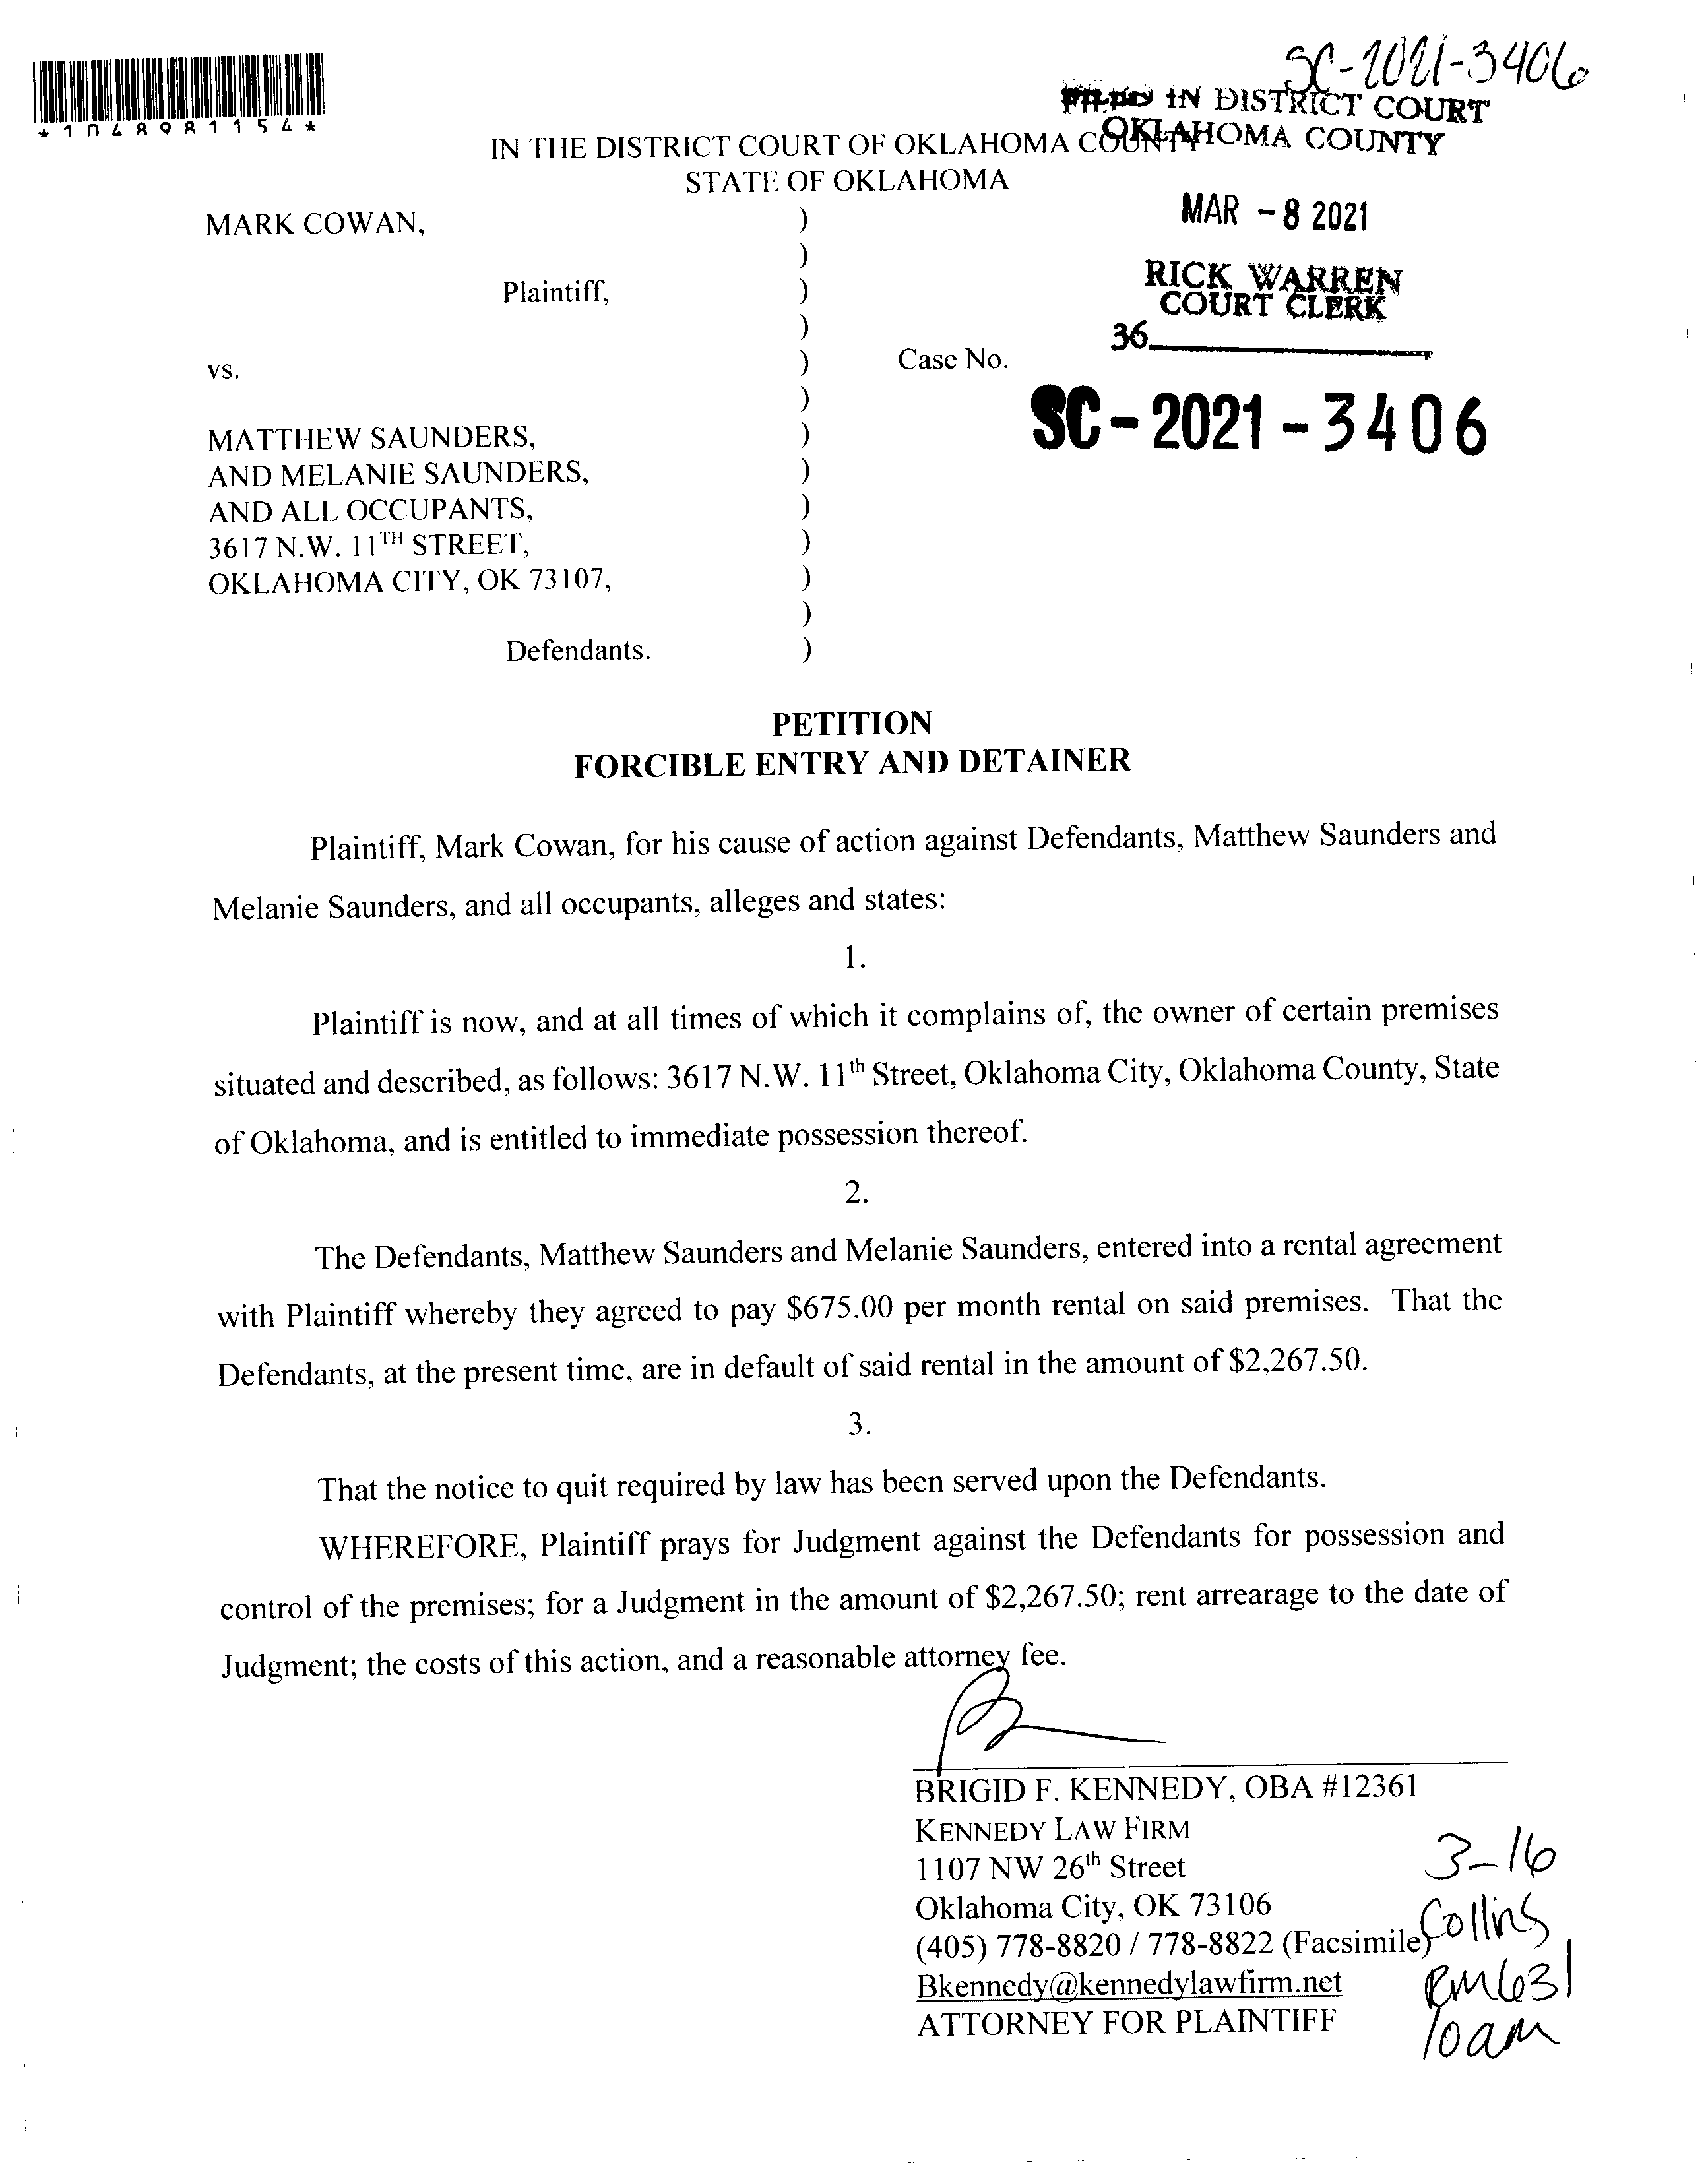 SC-2021-3406
FILED IN DISTRICT COURT
OKLAHOMA COUNTY
*1048981154*
IN THE DISTRICT COURT OF OKLAHOMA COUNTY
STATE OF OKLAHOMA
MAR - 8 2021
RICK WARREN
COURT CLERK
36
MARK COWAN, )
)
Plaintiff, )
)
vs. ) Case No.
)
SC-2021-3406
MATTHEW SAUNDERS, )
AND MELANIE SAUNDERS, )
AND ALL OCCUPANTS, )
3617 N.W. 11TH STREET, )
OKLAHOMA CITY, OK 73107, )
)
Defendants. )
PETITION
FORCIBLE ENTRY AND DETAINER
Plaintiff, Mark Cowan, for his cause of action against Defendants, Matthew Saunders and
Melanie Saunders, and all occupants, alleges and states:
1.
Plaintiff is now, and at all times of which it complains of, the owner of certain premises
situated and described, as follows: 3617 N.W. 11th Street, Oklahoma City, Oklahoma County, State
of Oklahoma, and is entitled to immediate possession thereof.
2.
The Defendants, Matthew Saunders and Melanie Saunders, entered into a rental agreement
with Plaintiff whereby they agreed to pay $675.00 per month rental on said premises. That the
Defendants, at the present time, are in default of said rental in the amount of $2,267.50.
3.
That the notice to quit required by law has been served upon the Defendants.
WHEREFORE, Plaintiff prays for Judgment against the Defendants for possession and
control of the premises; for a Judgment in the amount of $2,267.50; rent arrearage to the date of
Judgment; the costs of this action, and a reasonable attorney fee.
BRIGID F. KENNEDY, OBA #12361
KENNEDY LAW FIRM
1107 NW 26th Street
Oklahoma City, OK 73106
(405) 778-8820 / 778-8822 (Facsimile)
Bkennedy@kennedylawfirm.net
ATTORNEY FOR PLAINTIFF
3-16
Collins
RM 631
10am